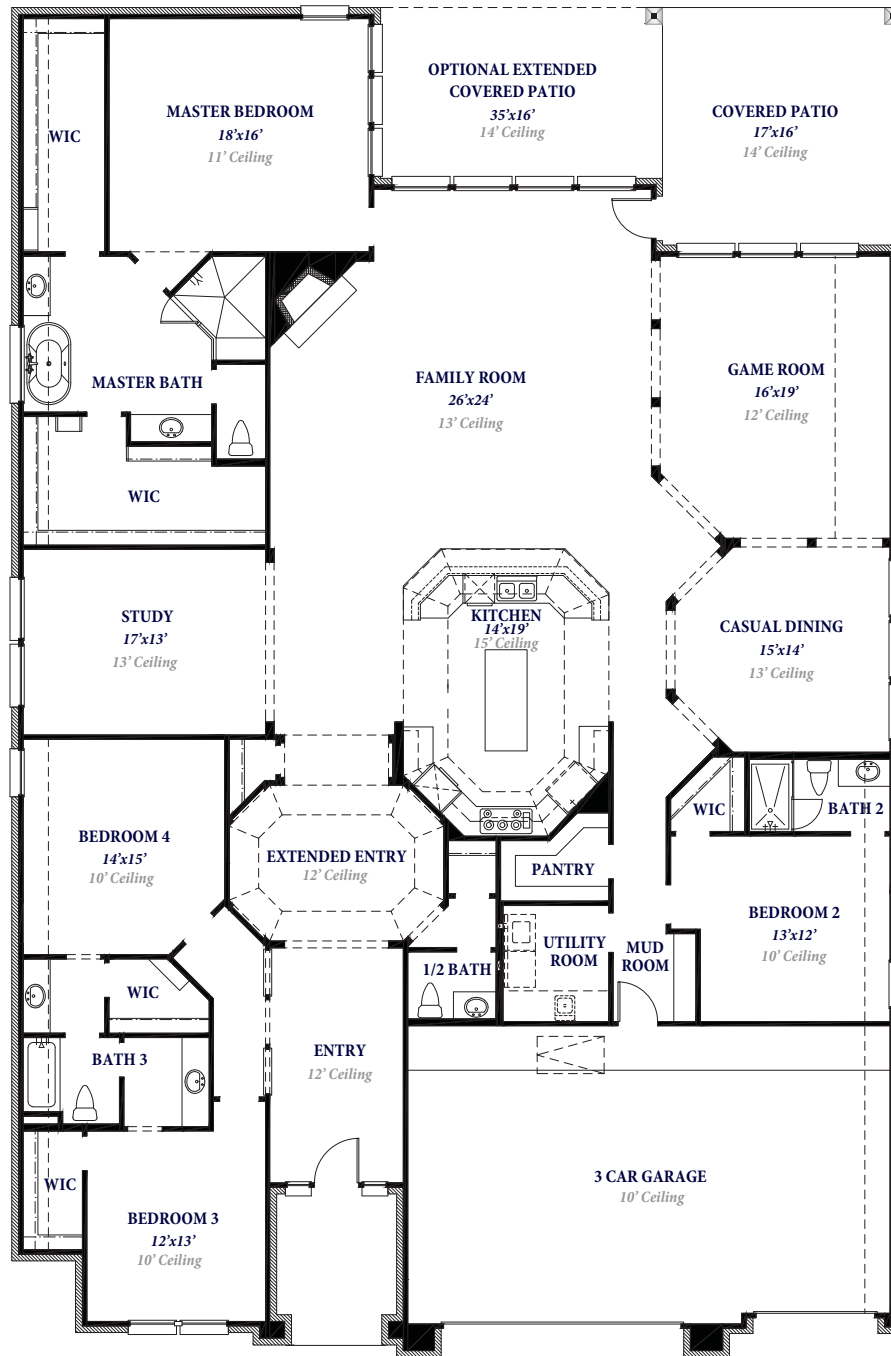 OPTIONAL EXTENDED
COVERED PATIO
35'x16'
14' Ceiling
MASTER BEDROOM
18'x16'
11' Ceiling
COVERED PATIO
17'x16'
14' Ceiling
WIC
MASTER BATH
FAMILY ROOM
26'x24'
13' Ceiling
GAME ROOM
16'x19'
12' Ceiling
WIC
STUDY
17'x13'
13' Ceiling
KITCHEN
14'x19'
15' Ceiling
CASUAL DINING
15'x14'
13' Ceiling
BEDROOM 4
14'x15'
10' Ceiling
EXTENDED ENTRY
12' Ceiling
WIC
BATH 2
PANTRY
BEDROOM 2
13'x12'
10' Ceiling
UTILITY
ROOM
MUD
ROOM
1/2 BATH
WIC
BATH 3
ENTRY
12' Ceiling
WIC
BEDROOM 3
12'x13'
10' Ceiling
3 CAR GARAGE
10' Ceiling